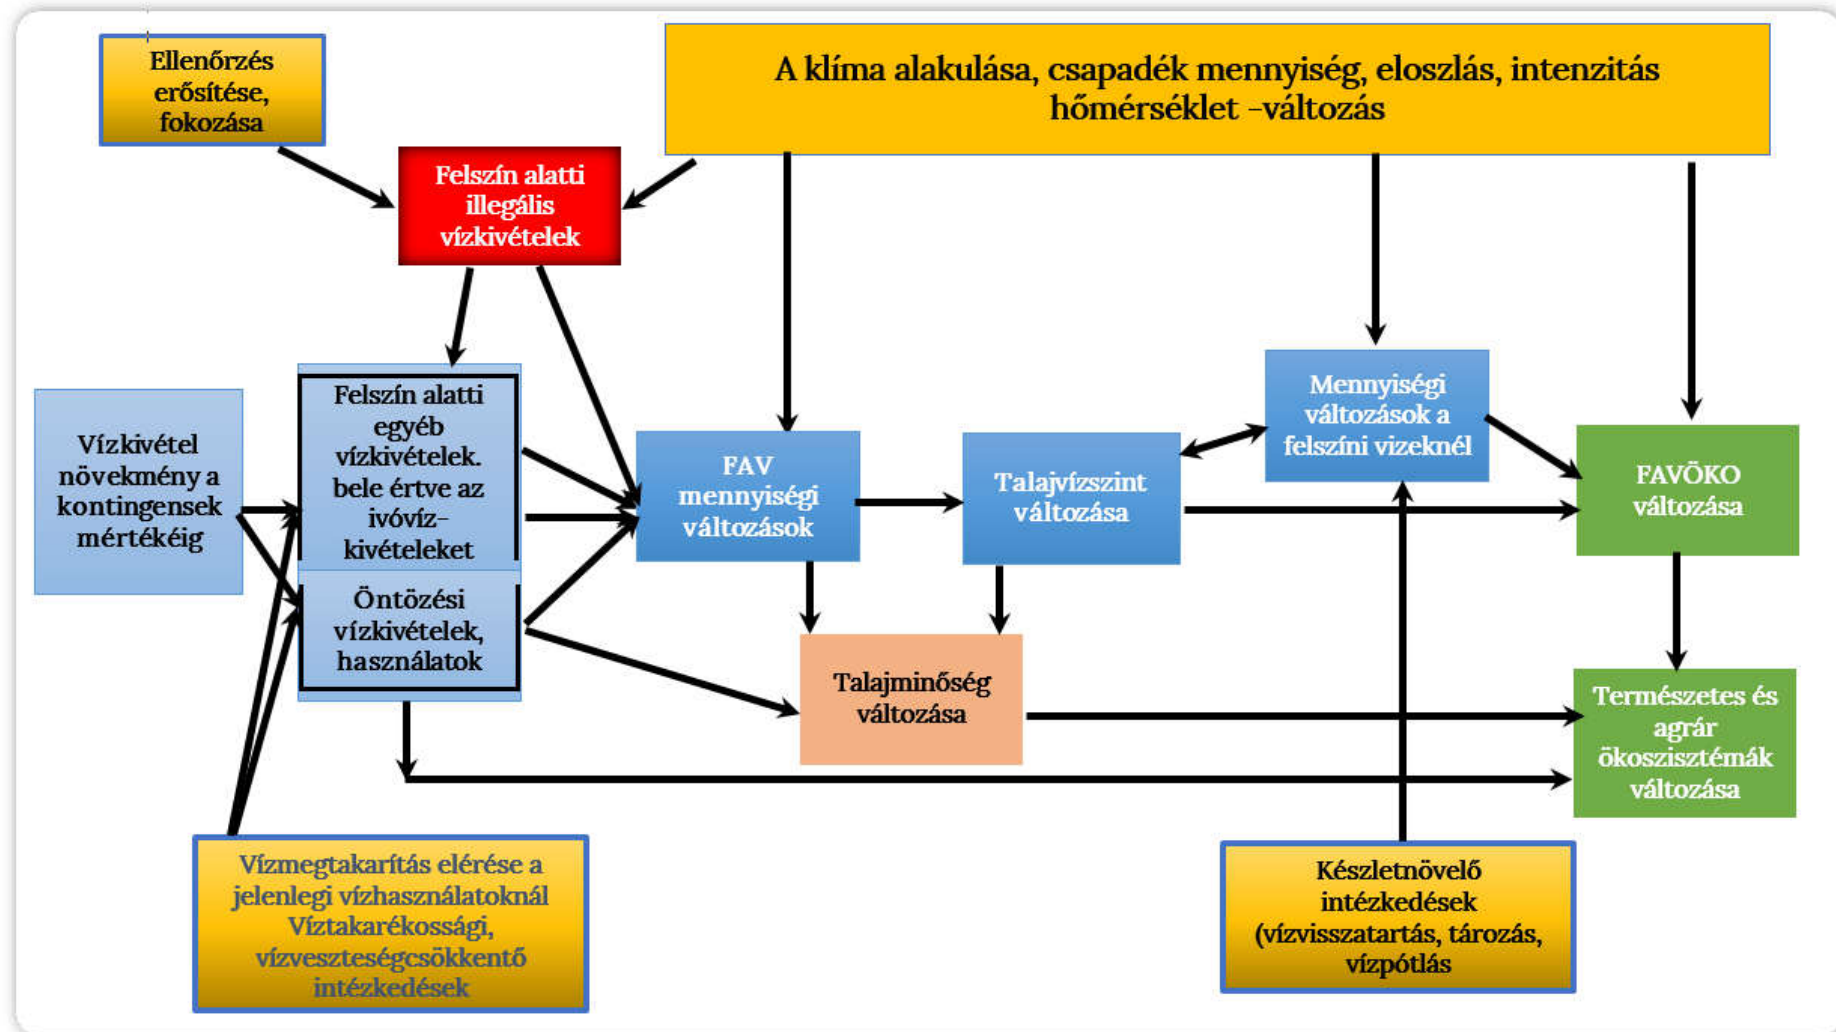 Ellenőrzés
erősítése,
fokozása
A klíma alakulása, csapadék mennyiség, eloszlás, intenzitás
hőmérséklet -változás
Felszín alatti
illegális
vízkivételek
Vízkivétel
növekmény a
kontingensek
mértékéig
Felszín alatti
egyéb
vízkivételek.
bele értve az
ivóvíz-
kivételeket
Öntözési
vízkivételek,
használatok
FAV
mennyiségi
változások
Talajvízszint
változása
Mennyiségi
változások a
felszíni vizeknél
FAVÖKO
változása
Talajminőség
változása
Természetes és
agrár
ökoszisztémák
változása
Vízmegtakarítás elérése a
jelenlegi vízhasználatoknál
Víztakarékossági,
vízveszteségcsökkentő
intézkedések
Készletnövelő
intézkedések
(vízvisszatartás, tározás,
vízpótlás